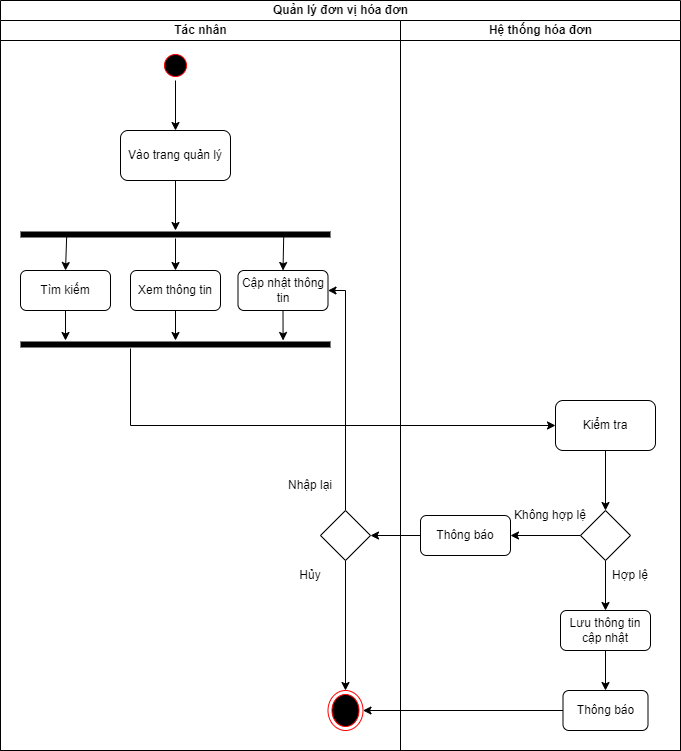 Quản lý đơn vị hóa đơn
Tác nhân
Hệ thống hóa đơn
Vào trang quản lý
Tìm kiếm
Xem thông tin
Cập nhật thông
tin
Kiểm tra
Nhập lại
Không hợp lệ
Thông báo
Hủy
Hợp lệ
Lưu thông tin
cập nhật
Thông báo